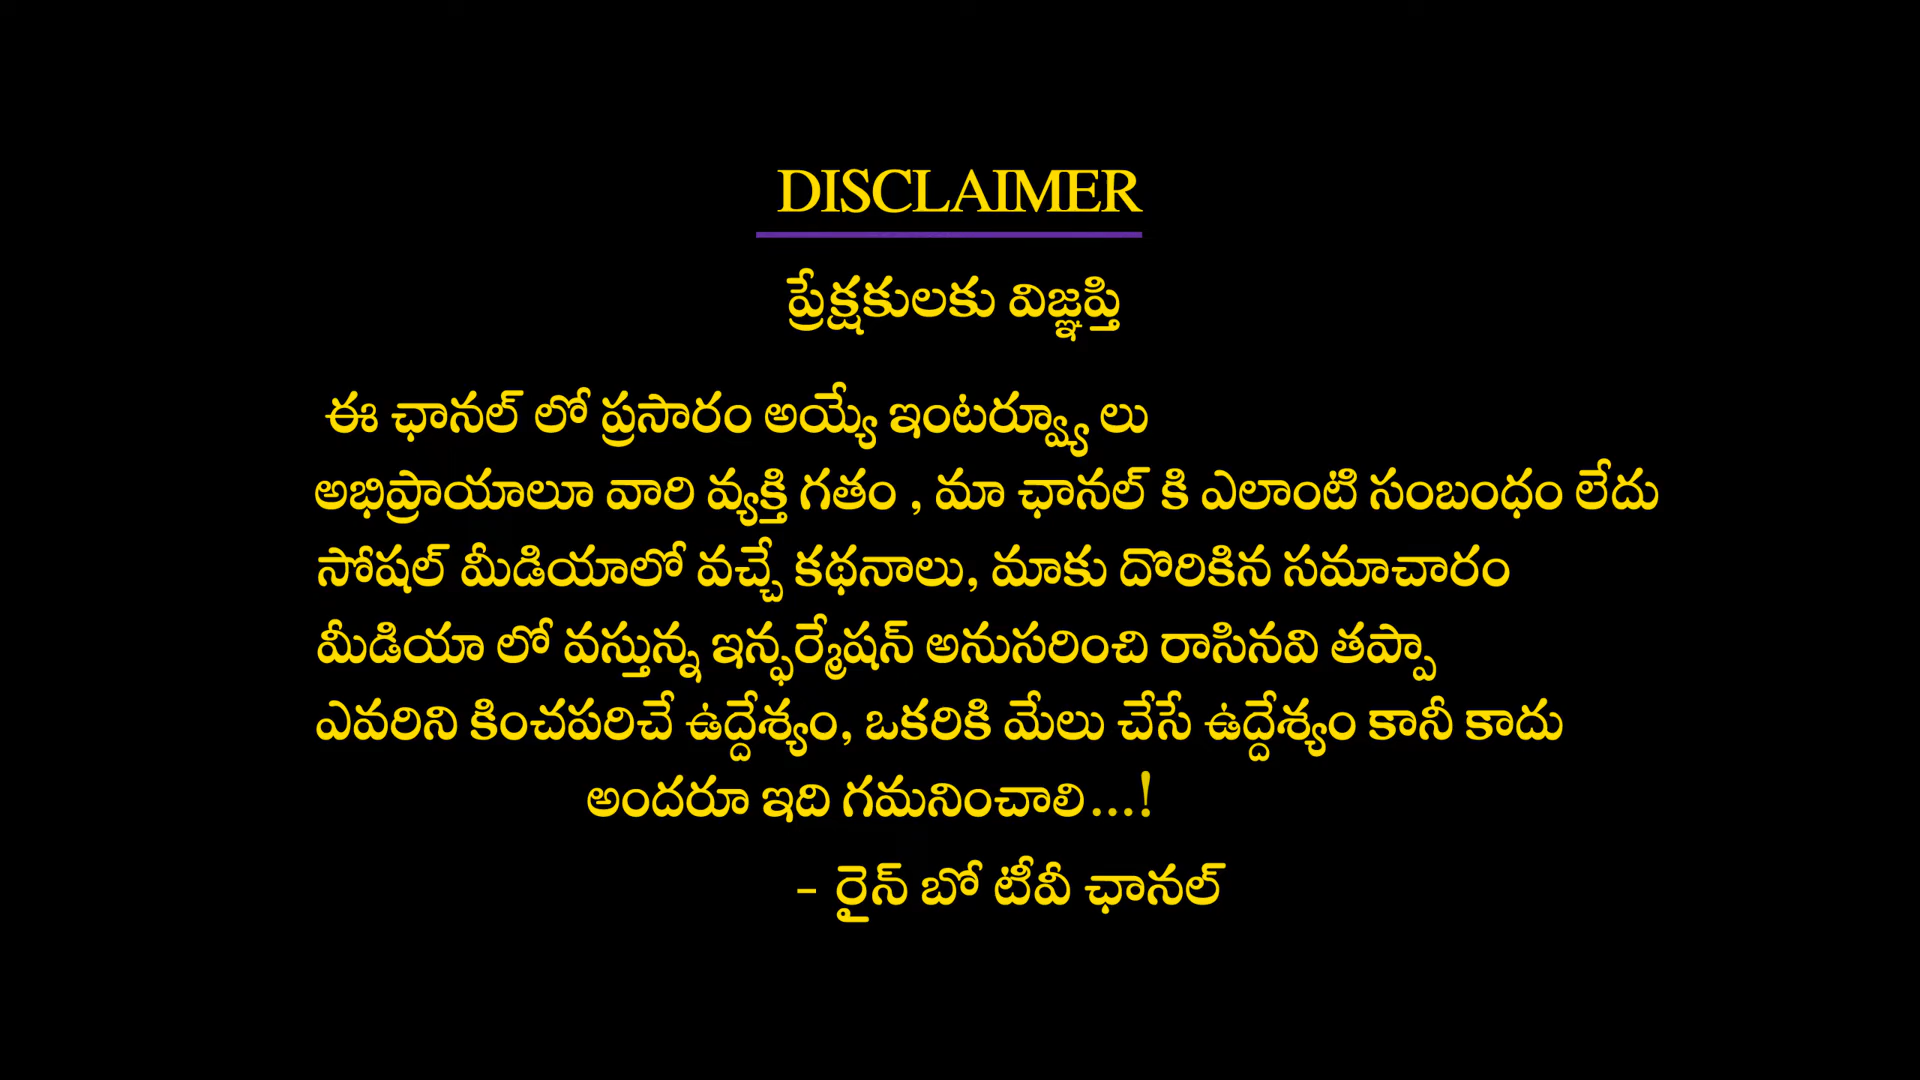 DISCLAIMER
ప్రేక్షకులకు విజ్ఞప్తి
ఈ ఛానల్ లో ప్రసారం అయ్యే ఇంటర్వ్యూ లు
అభిప్రాయాలూ వారి వ్యక్తి గతం , మా ఛానల్ కి ఎలాంటి సంబంధం లేదు
సోషల్ మీడియాలో వచ్చే కథనాలు, మాకు దొరికిన సమాచారం
మీడియా లో వస్తున్న ఇన్ఫర్మేషన్ అనుసరించి రాసినవి తప్పా
ఎవరిని కించపరిచే ఉద్దేశ్యం, ఒకరికి మేలు చేసే ఉద్దేశ్యం కానీ కాదు
అందరూ ఇది గమనించాలి...!
- రైన్ బో టీవీ ఛానల్